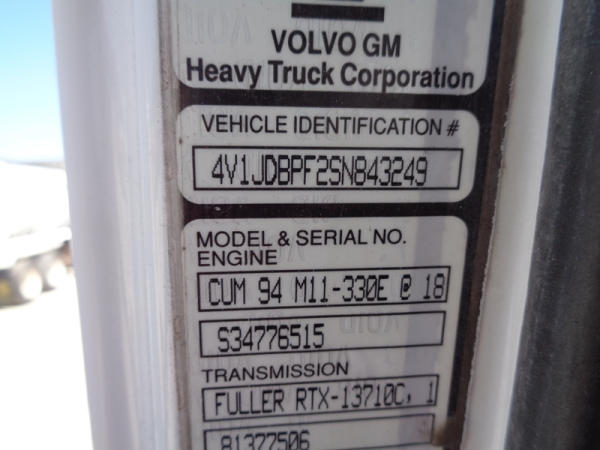 VOLVO GM
Heavy Truck Corporation
VEHICLE IDENTIFICATION #
4V1JDBPF2SN843249
MODEL & SERIAL NO.
ENGINE
CUM 94 M11-330E @ 18
S34776515
TRANSMISSION
FULLER RTX-13710C, 1
81377506